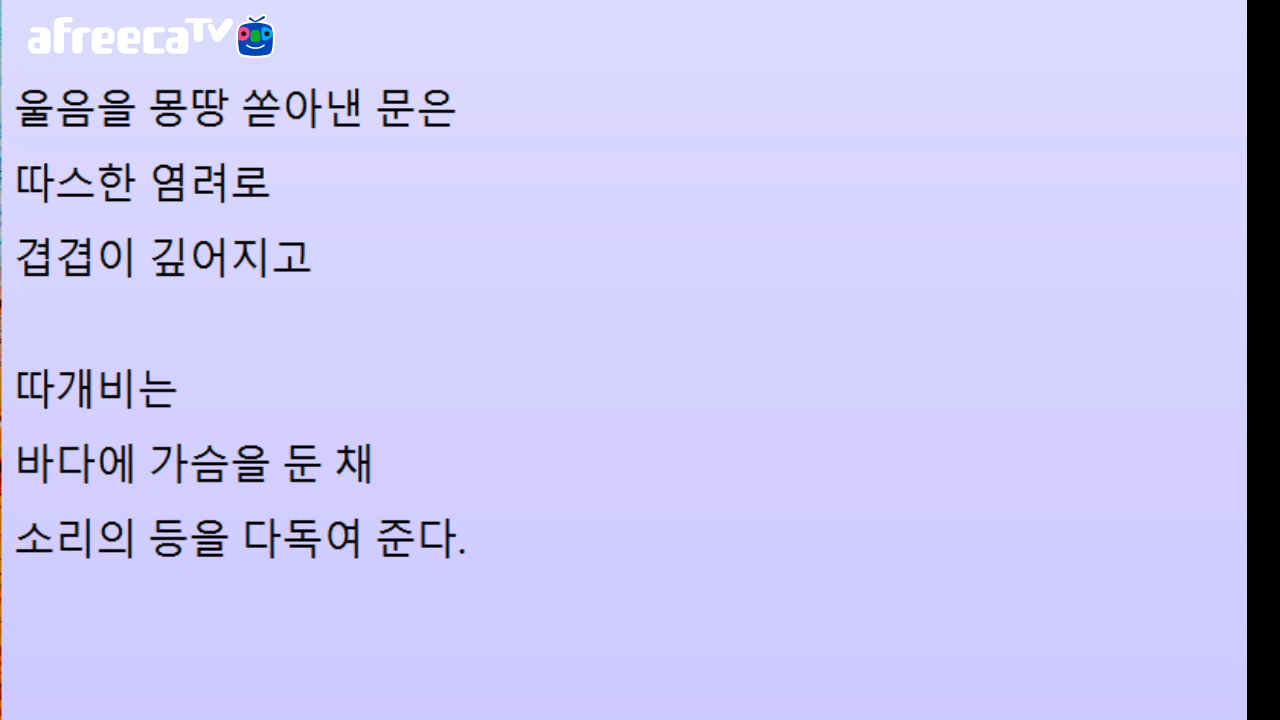 afreecaTV
울음을 몽땅 쏟아낸 문은
따스한 염려로
겹겹이 깊어지고
따개비는
바다에 가슴을 둔 채
소리의 등을 다독여 준다.